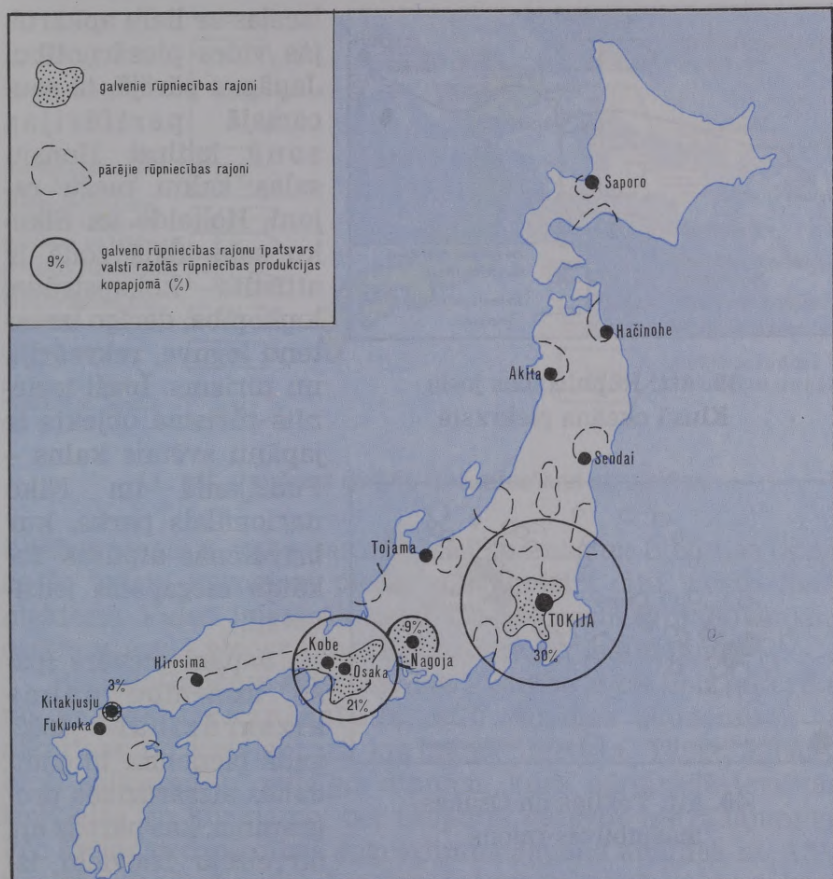 galvenie rūpniecības rajoni
pārējie rūpniecības rajoni
9%
galveno rūpniecības rajonu īpatsvars
valstī ražotās rūpniecības produkcijas
kopapjomā (%)
Saporo
Hačinohe
Akita
Sendai
Tojama
TOKIJA
30%
9%
Nagoja
Kobe
Osaka
21%
Hirosima
3%
Kitakjusju
Fukuoka